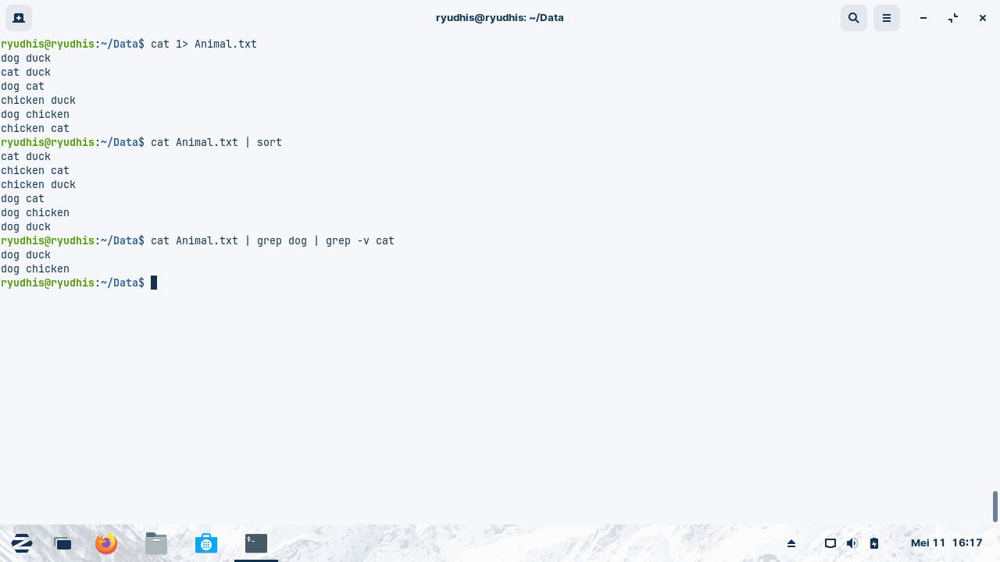 ryudhis@ryudhis: ~/Data
ryudhis@ryudhis:~/Data$ cat 1> Animal.txt
dog duck
cat duck
dog cat
chicken duck
dog chicken
chicken cat
ryudhis@ryudhis:~/Data$ cat Animal.txt | sort
cat duck
chicken cat
chicken duck
dog cat
dog chicken
dog duck
ryudhis@ryudhis:~/Data$ cat Animal.txt | grep dog | grep -v cat
dog duck
dog chicken
ryudhis@ryudhis:~/Data$
$_
Mei 11 16:17